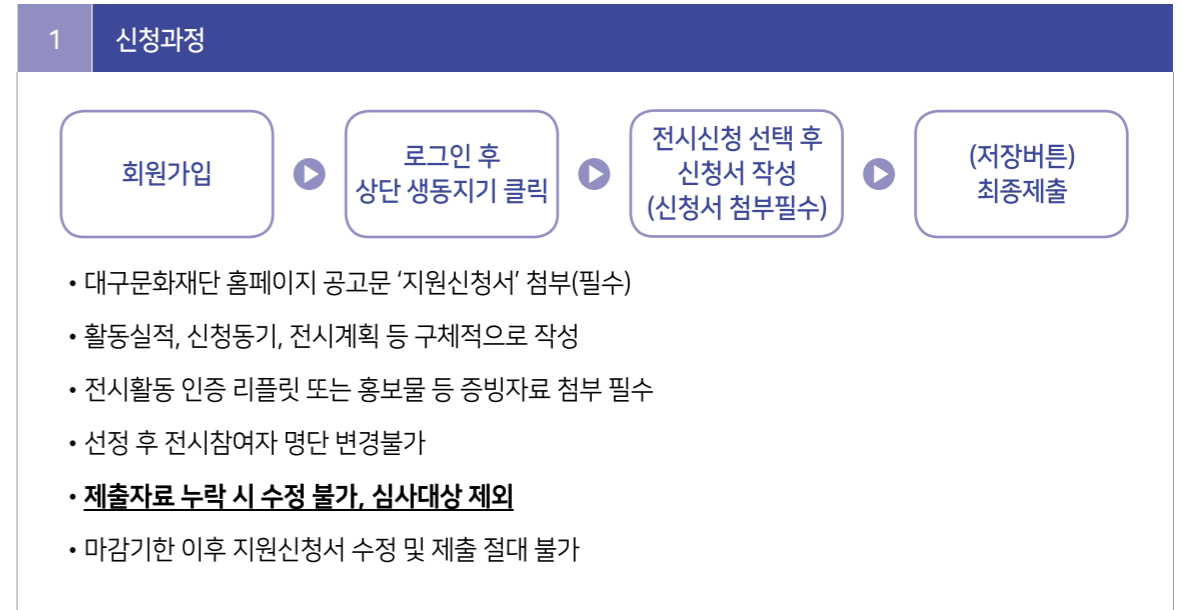 1 신청과정
회원가입
로그인 후
상단 생동지기 클릭
전시신청 선택 후
신청서 작성
(신청서 첨부필수)
(저장버튼)
최종제출
• 대구문화재단 홈페이지 공고문 ‘지원신청서’ 첨부(필수)
• 활동실적, 신청동기, 전시계획 등 구체적으로 작성
• 전시활동 인증 리플릿 또는 홍보물 등 증빙자료 첨부 필수
• 선정 후 전시참여자 명단 변경불가
• 제출자료 누락 시 수정 불가, 심사대상 제외
• 마감기한 이후 지원신청서 수정 및 제출 절대 불가